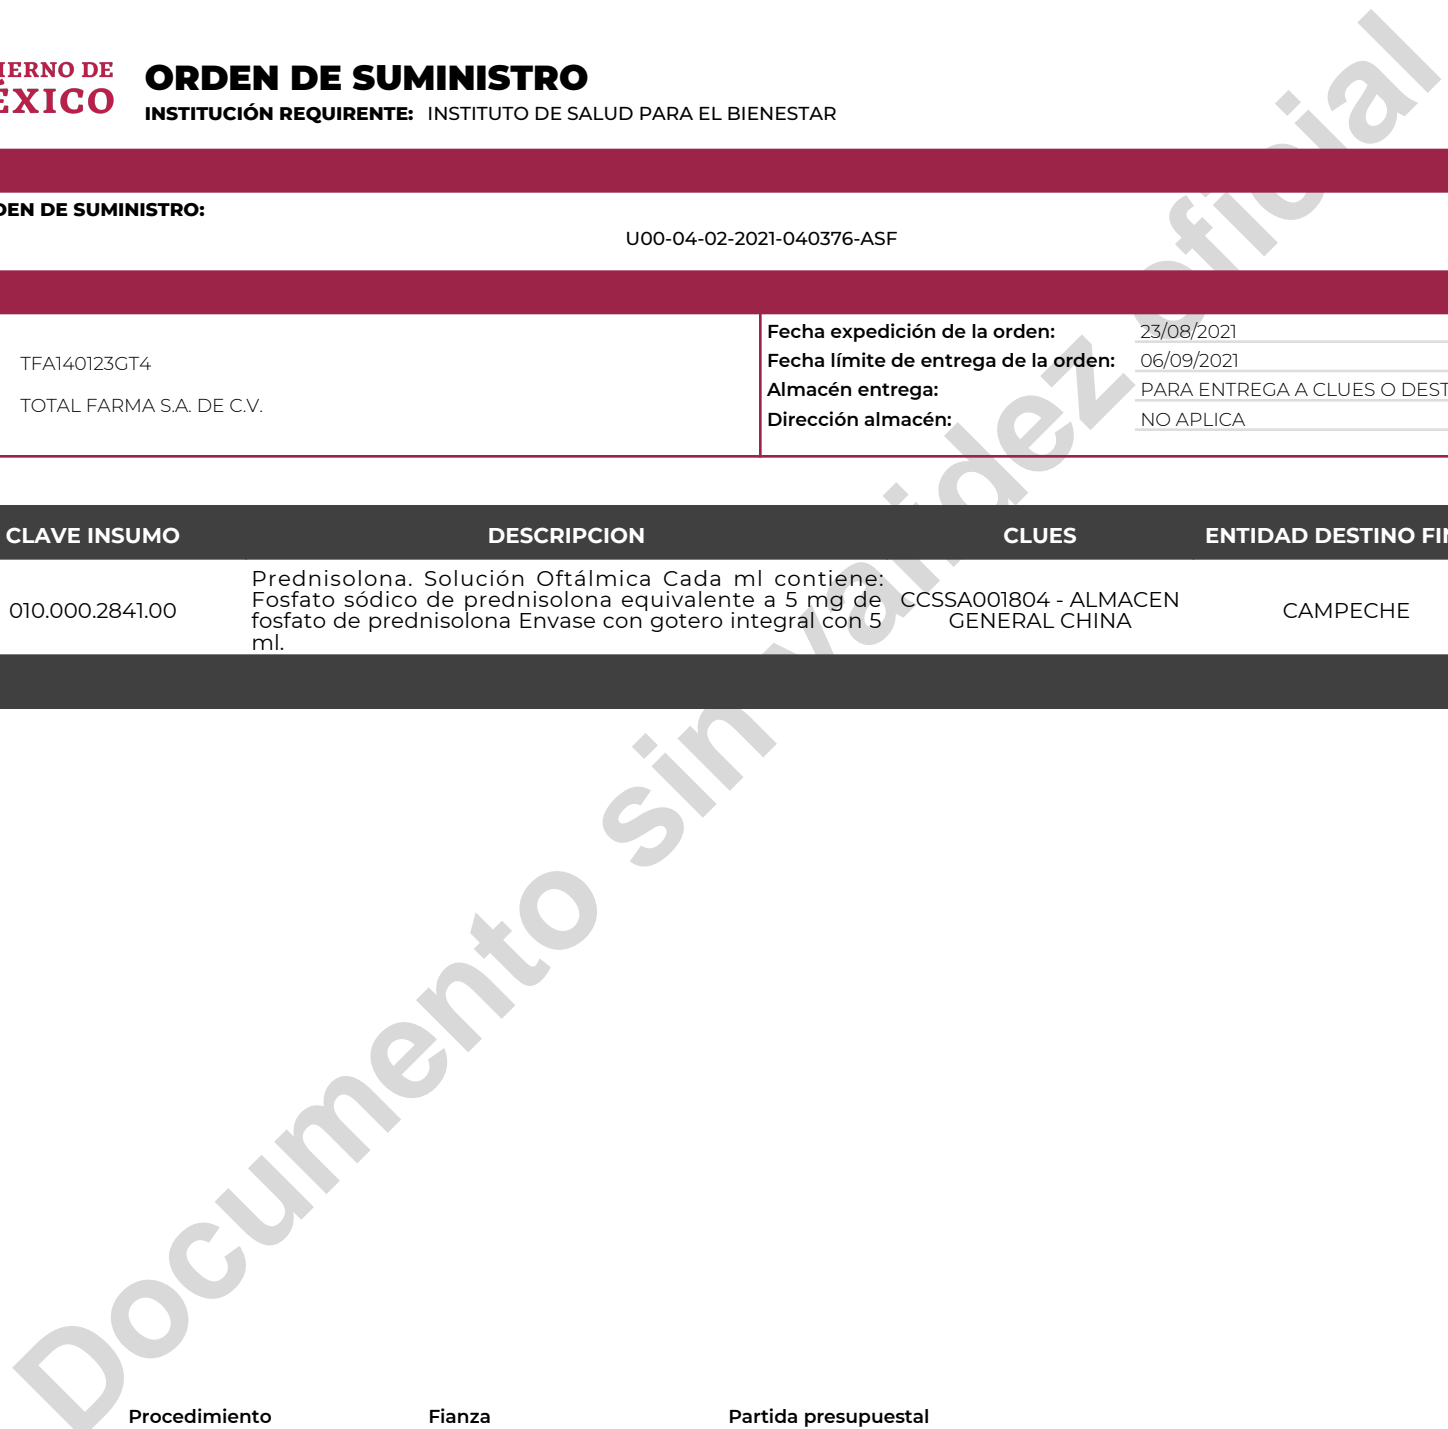 IERNO DE
ÉXICO
ORDEN DE SUMINISTRO
INSTITUCIÓN REQUIRENTE: INSTITUTO DE SALUD PARA EL BIENESTAR
DEN DE SUMINISTRO:
U00-04-02-2021-040376-ASF
TFA140123GT4
TOTAL FARMA S.A. DE C.V.
Fecha expedición de la orden: 23/08/2021
Fecha límite de entrega de la orden: 06/09/2021
Almacén entrega: PARA ENTREGA A CLUES O DEST
Dirección almacén: NO APLICA
CLAVE INSUMO DESCRIPCION CLUES ENTIDAD DESTINO FIN
010.000.2841.00
Prednisolona. Solución Oftálmica Cada ml contiene:
Fosfato sódico de prednisolona equivalente a 5 mg de
fosfato de prednisolona Envase con gotero integral con 5
ml.
CCSSA001804 - ALMACEN
GENERAL CHINA
CAMPECHE
Documento sin validez oficial
Procedimiento Fianza Partida presupuestal